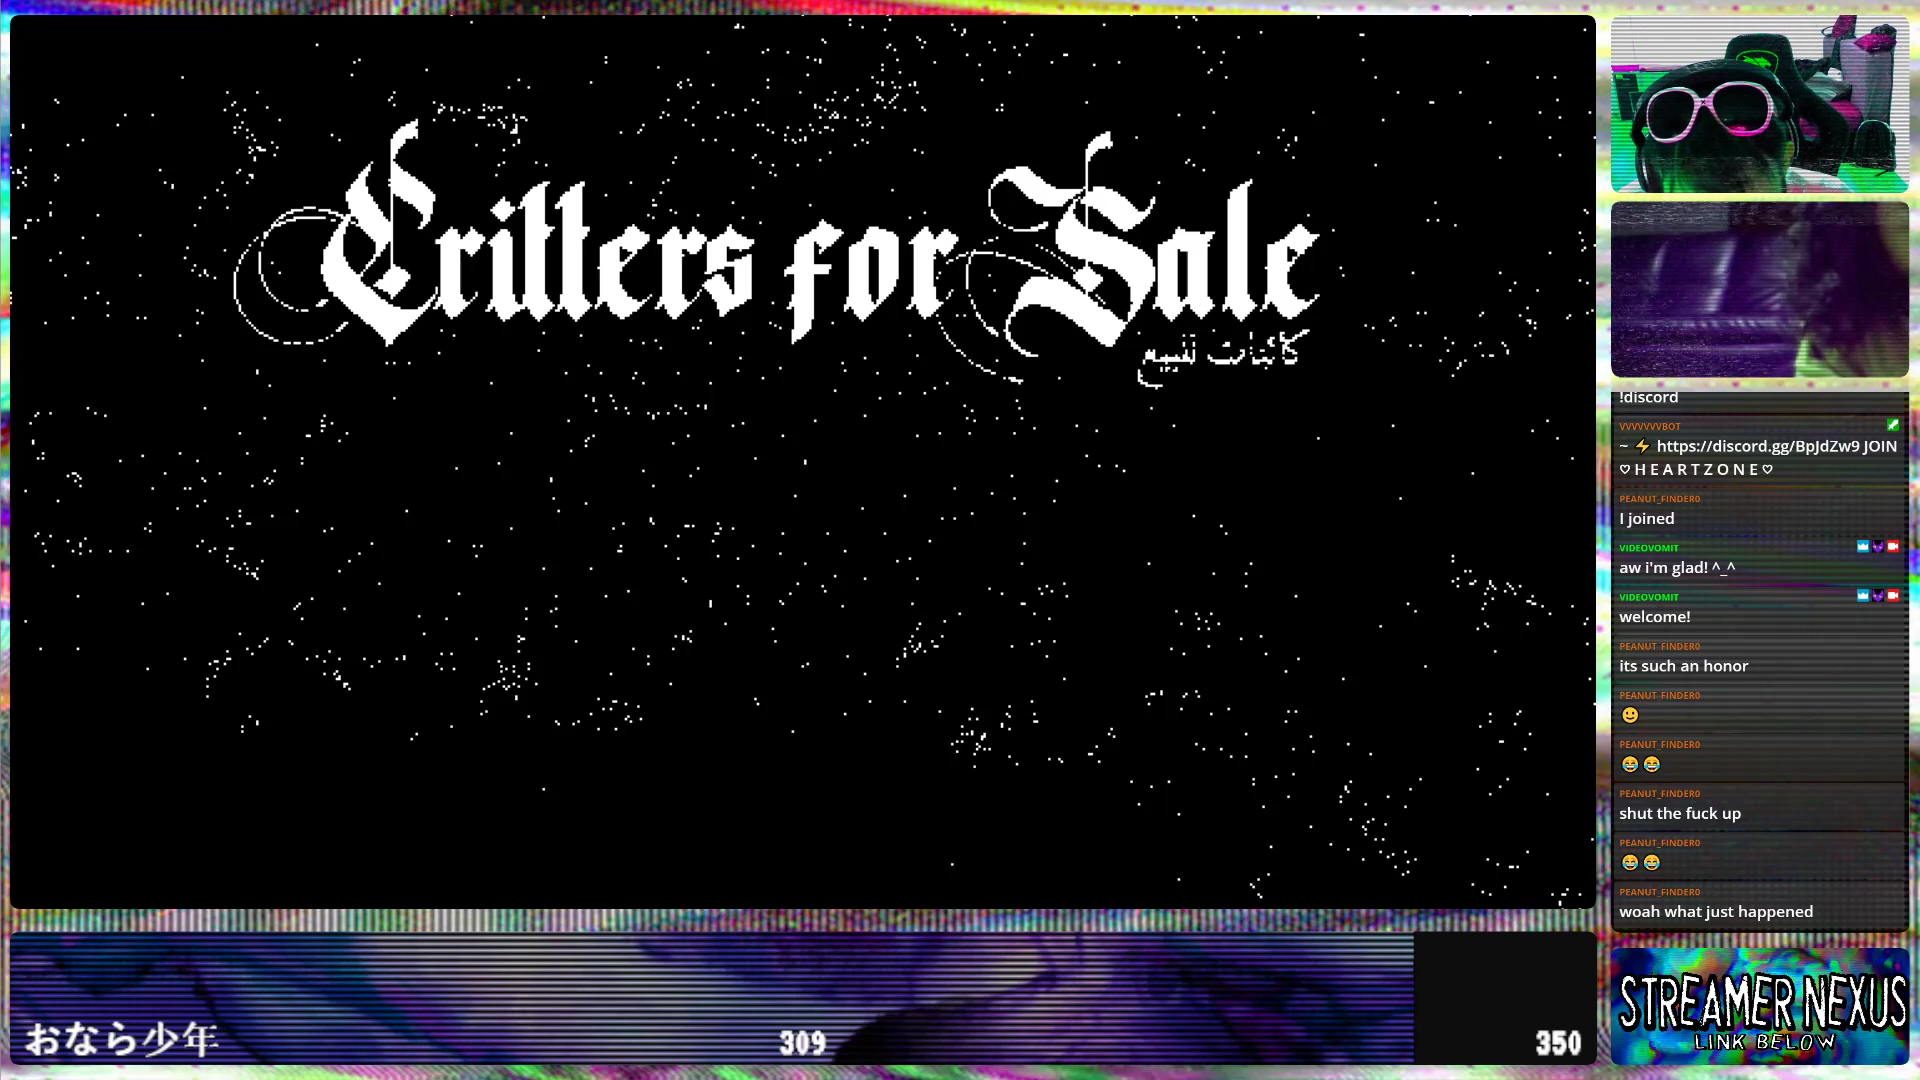 Critters for Sale
كائنات للبيع
!discord
VVVVVVVBOT
~ ⚡ https://discord.gg/BpJdZw9 JOIN
♡ H E A R T Z O N E ♡
PEANUT_FINDER0
I joined
VIDEOVOMIT
aw i'm glad! ^_^
VIDEOVOMIT
welcome!
PEANUT_FINDER0
its such an honor
PEANUT_FINDER0
🙂
PEANUT_FINDER0
😂 😂
PEANUT_FINDER0
shut the fuck up
PEANUT_FINDER0
😂 😂
PEANUT_FINDER0
woah what just happened
おなら少年
309
350
STREAMER NEXUS
LINK BELOW